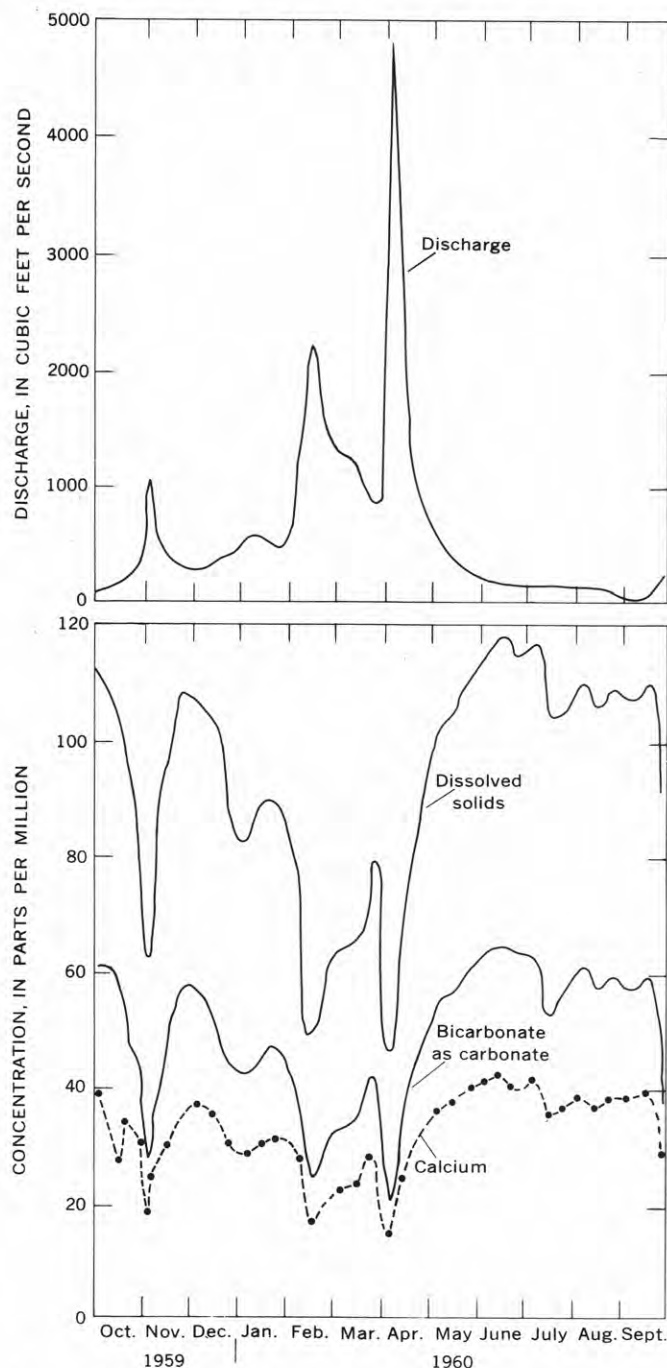 DISCHARGE, IN CUBIC FEET PER SECOND
5000
4000
3000
2000
1000
0
Discharge
CONCENTRATION, IN PARTS PER MILLION
120
100
80
60
40
20
0
Dissolved
solids
Bicarbonate
as carbonate
Calcium
Oct. Nov. Dec. Jan. Feb. Mar. Apr. May June July Aug. Sept.
1959 1960